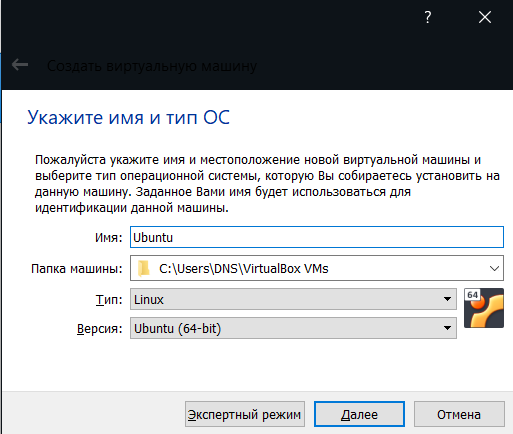 ?
Создать виртуальную машину
Укажите имя и тип ОС
Пожалуйста укажите имя и местоположение новой виртуальной машины и
выберите тип операционной системы, которую Вы собираетесь установить на
данную машину. Заданное Вами имя будет использоваться для
идентификации данной машины.
Имя: Ubuntu
Папка машины: C:\Users\DNS\VirtualBox VMs
Тип: Linux
64
Версия: Ubuntu (64-bit)
Экспертный режим Далее Отмена